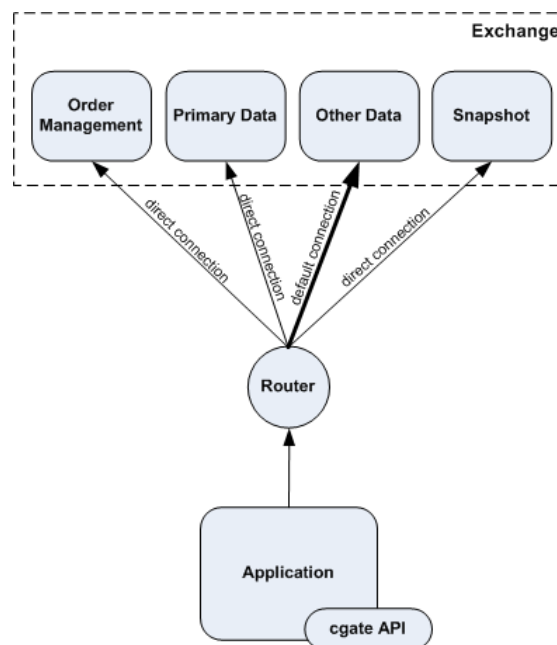 Exchange
Order
Management
Primary Data
Other Data
Snapshot
direct connection
direct connection
default connection
direct connection
Router
Application
cgate API